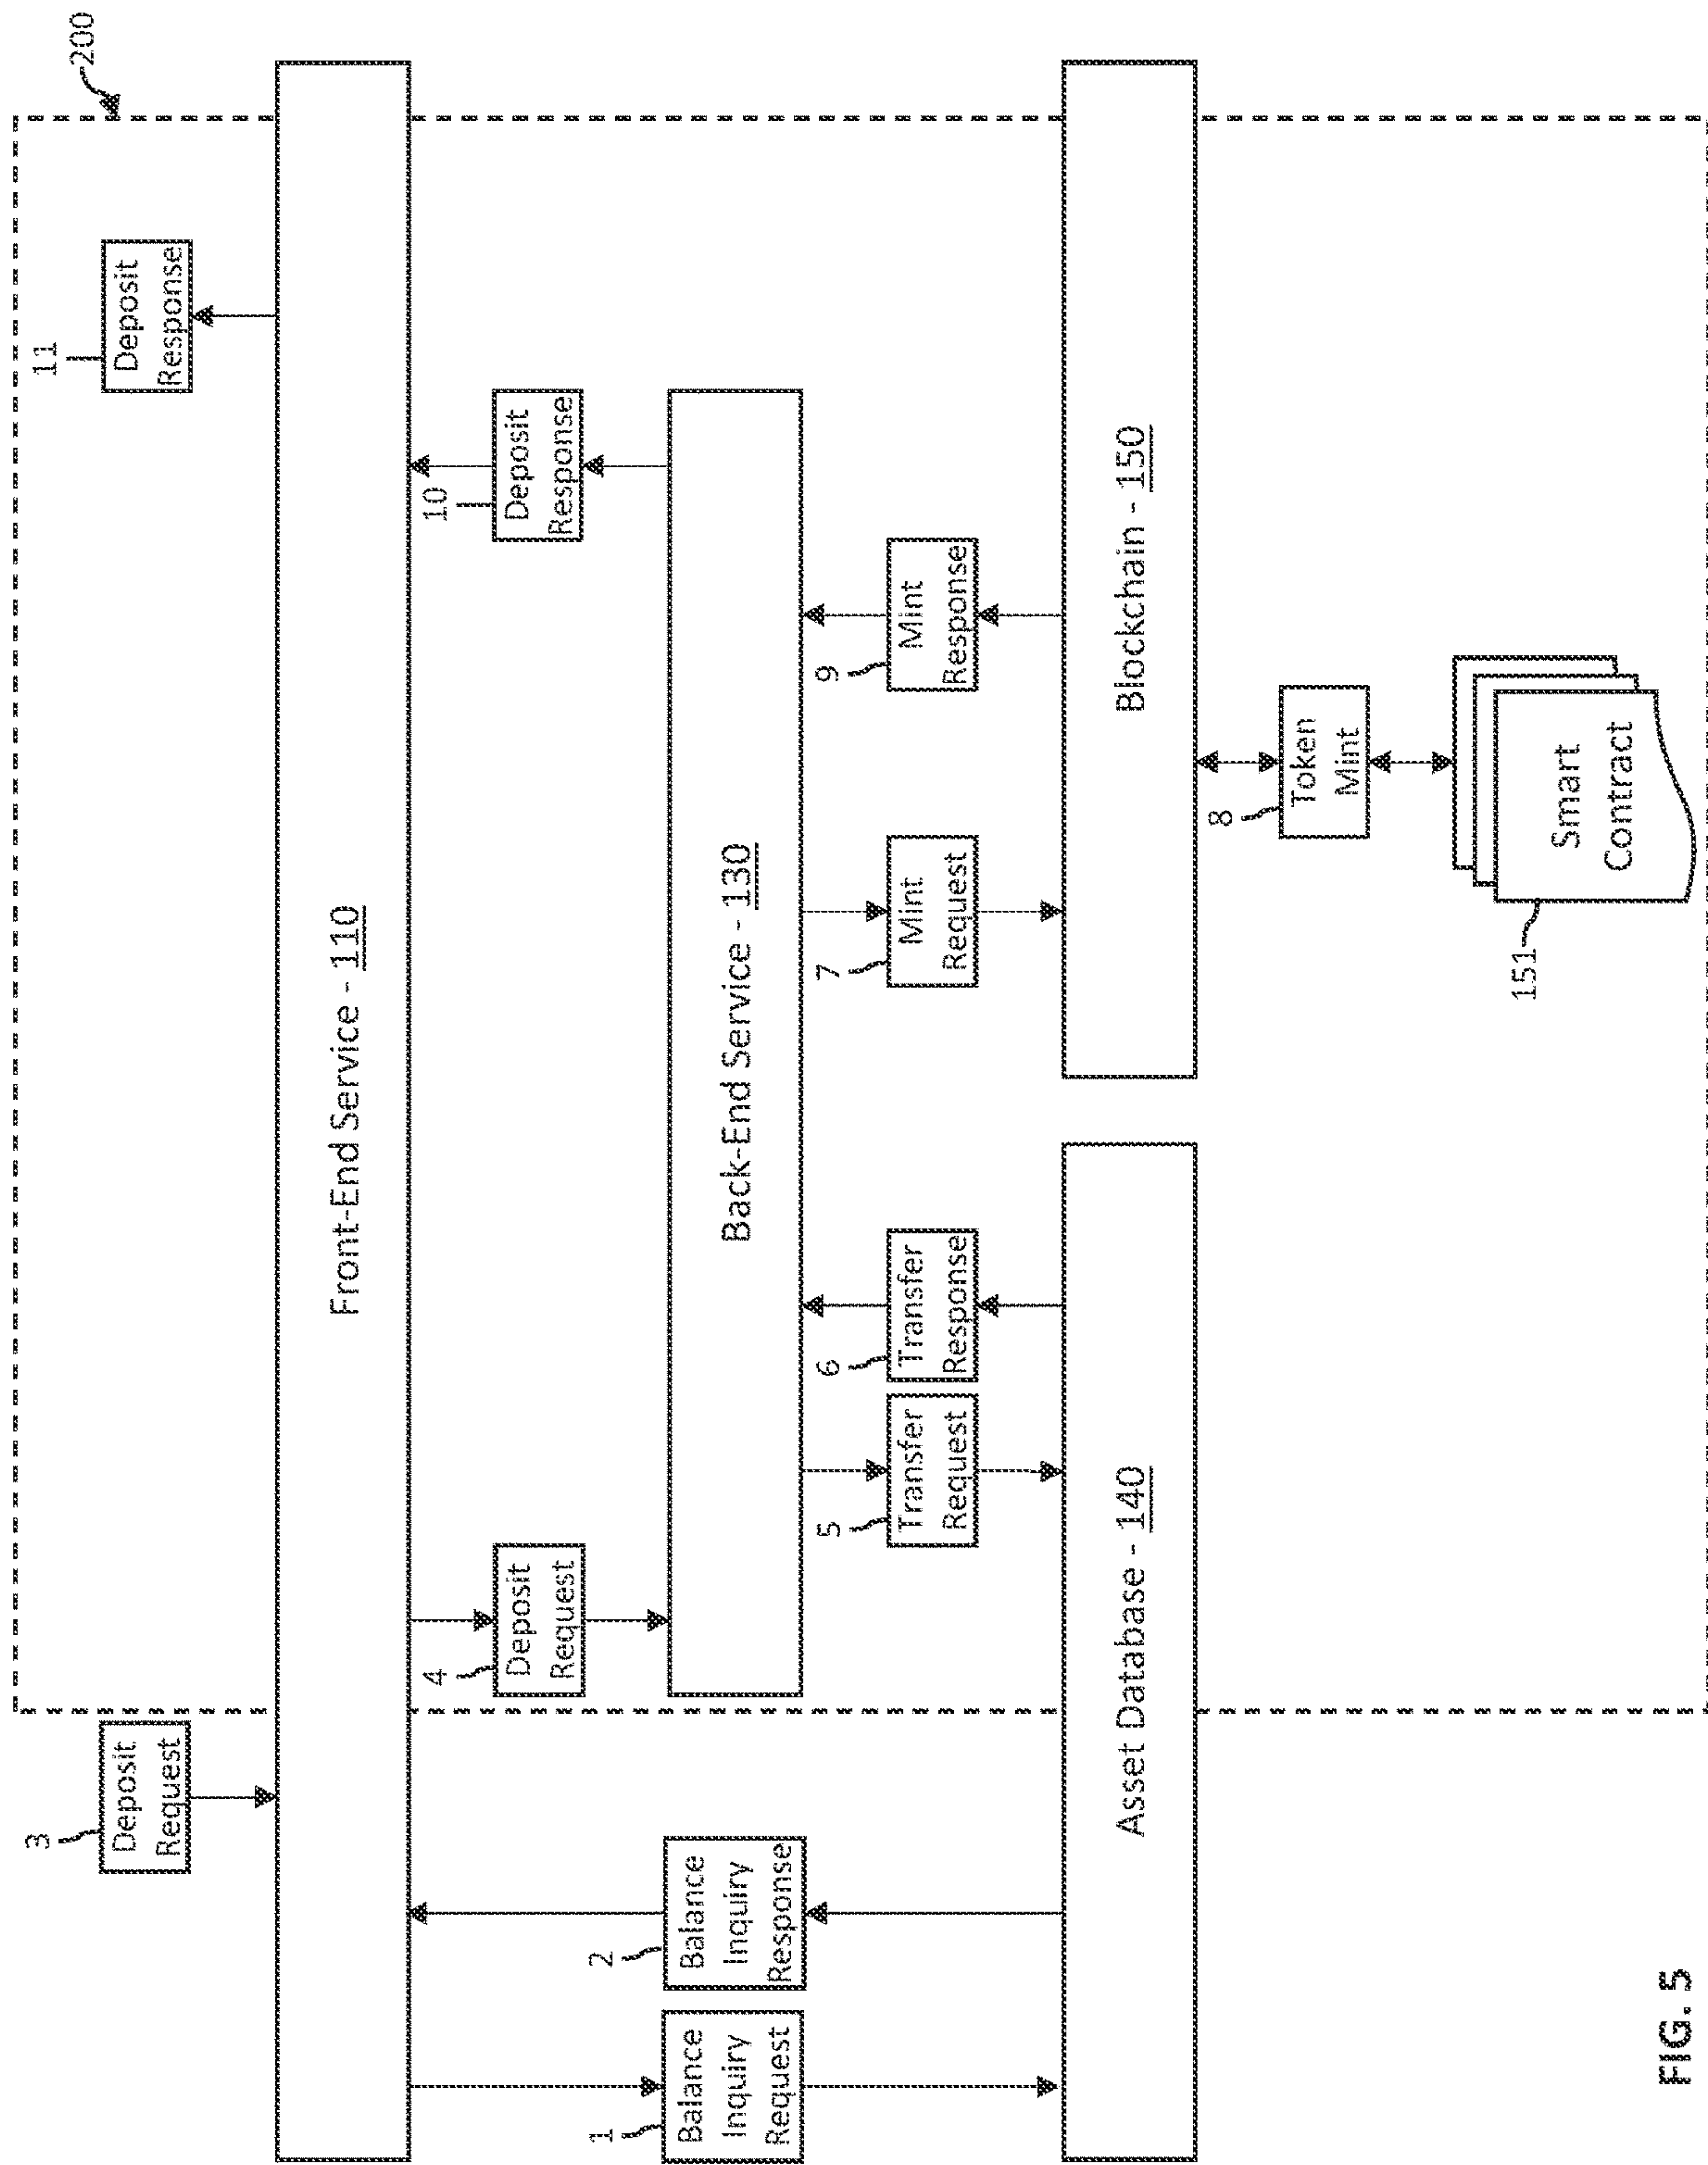 200
3
Deposit
Request
11
Deposit
Response
Front-End Service - 110
4
Deposit
Request
10
Deposit
Response
1
Balance
Inquiry
Request
2
Balance
Inquiry
Response
Back-End Service - 130
5
Transfer
Request
6
Transfer
Response
7
Mint
Request
9
Mint
Response
Asset Database - 140
Blockchain - 150
8
Token
Mint
151
Smart
Contract
FIG. 5